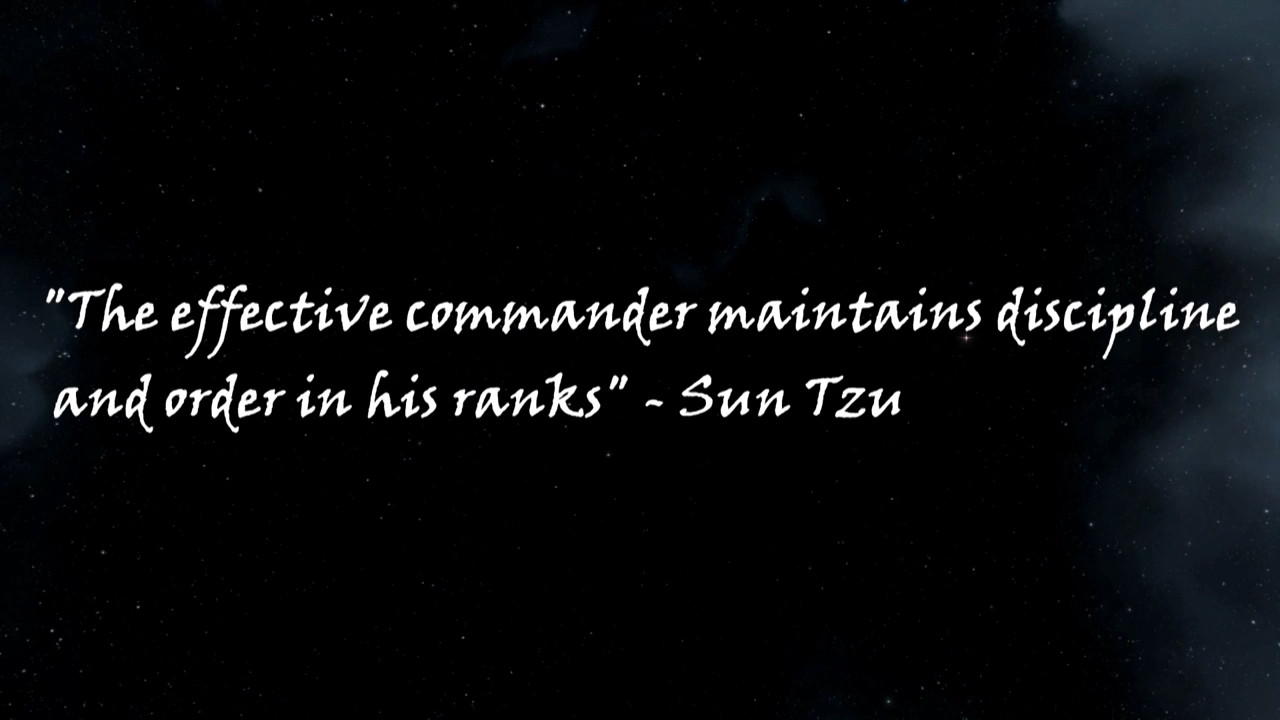 "The effective commander maintains discipline
and order in his ranks" - Sun Tzu